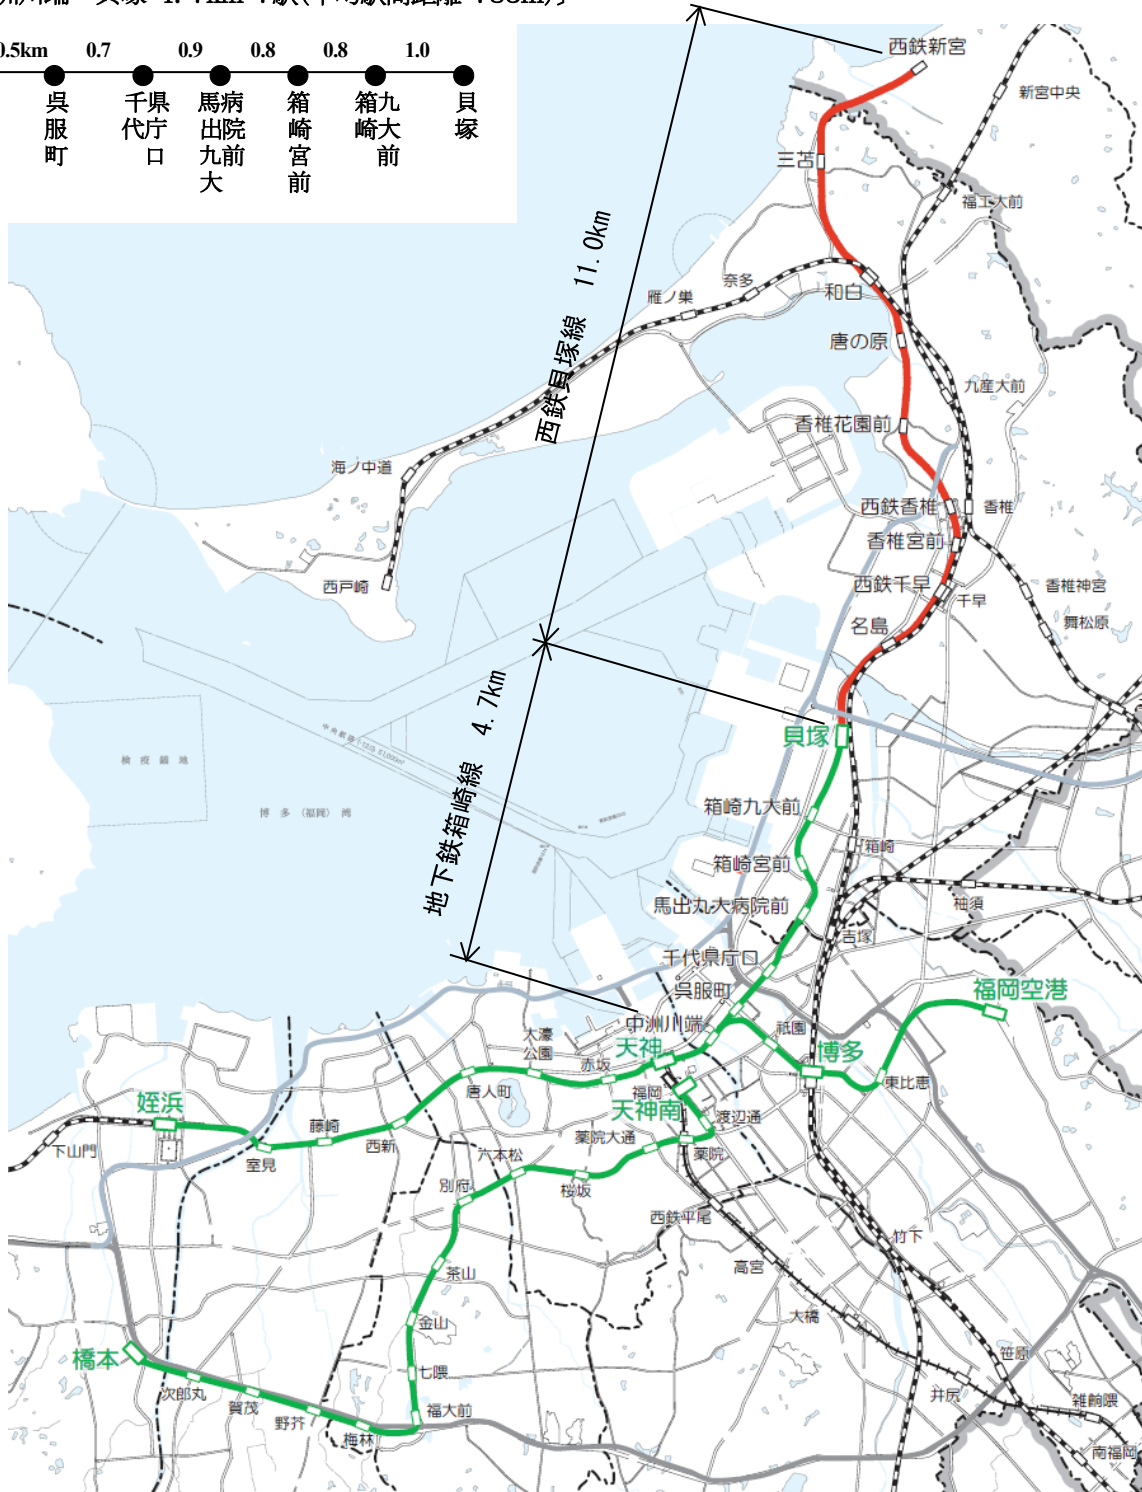 0.5km 0.7 0.9 0.8 0.8 1.0
呉服町
千代県庁口
馬出九大病院前
箱崎宮前
箱崎九大前
貝塚
西鉄新宮
新宮中央
三苫
福工大前
西鉄貝塚線 11.0km
奈多
雁ノ巣
和白
唐の原
九産大前
香椎花園前
海ノ中道
西鉄香椎
香椎
香椎宮前
西戸崎
西鉄千早
千早
香椎神宮
舞松原
名島
地下鉄箱崎線 4.7km
貝塚
検疫錨地
博多(福岡)湾
箱崎九大前
箱崎
箱崎宮前
柚須
馬出九大病院前
吉塚
千代県庁口
呉服町
福岡空港
中洲川端
祇園
大濠公園
天神
博多
赤坂
東比恵
唐人町
福岡
姪浜
天神南
渡辺通
藤崎
下山門
西新
薬院大通
薬院
室見
六本松
桜坂
別府
西鉄平尾
竹下
高宮
茶山
大橋
金山
笹原
橋本
七隈
井尻
次郎丸
賀茂
福大前
雑餉隈
野芥
梅林
南福岡